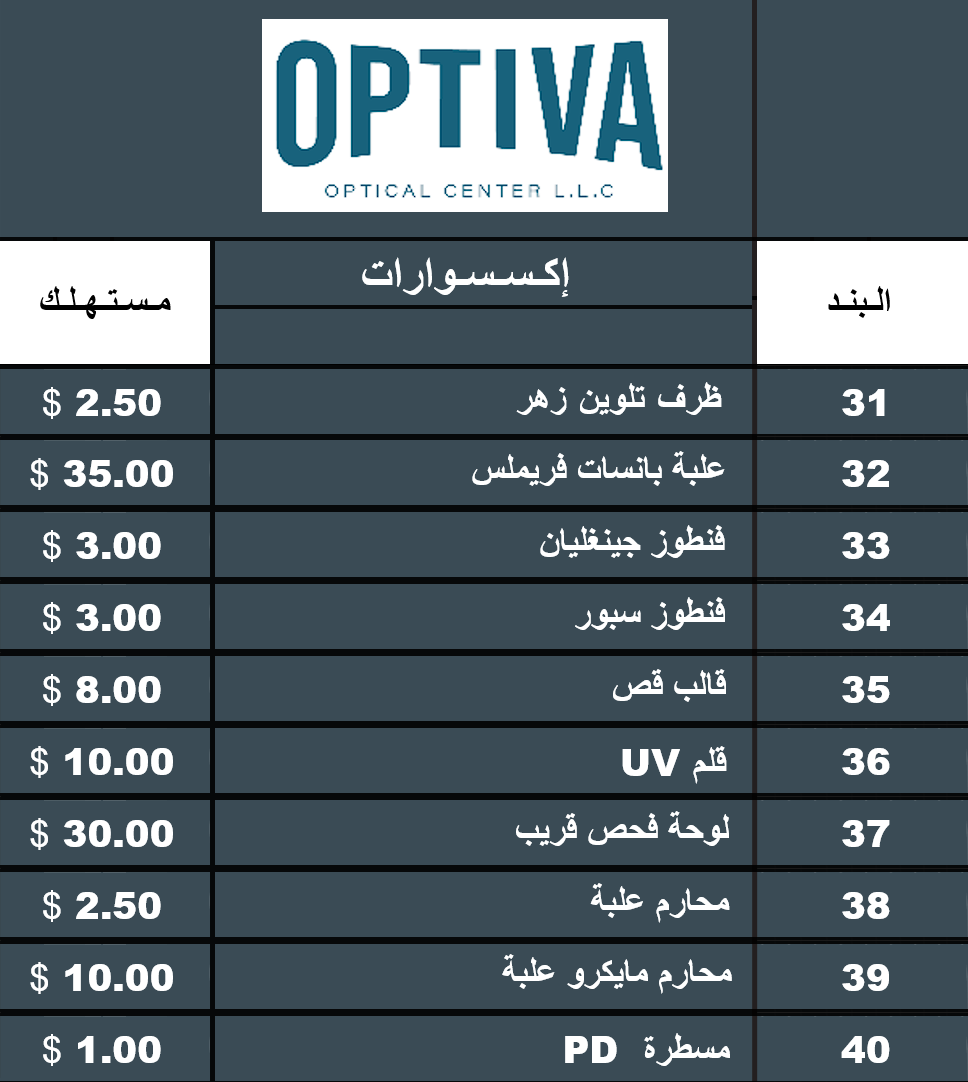 OPTIVA
OPTICAL CENTER L.L.C
البند إكسسوارات مستهلك
31 ظرف تلوين زهر $ 2.50
32 علبة بانسات فريملس $ 35.00
33 فنطوز جينغليان $ 3.00
34 فنطوز سبور $ 3.00
35 قالب قص $ 8.00
36 قلم UV $ 10.00
37 لوحة فحص قريب $ 30.00
38 محارم علبة $ 2.50
39 محارم مايكرو علبة $ 10.00
40 مسطرة PD $ 1.00